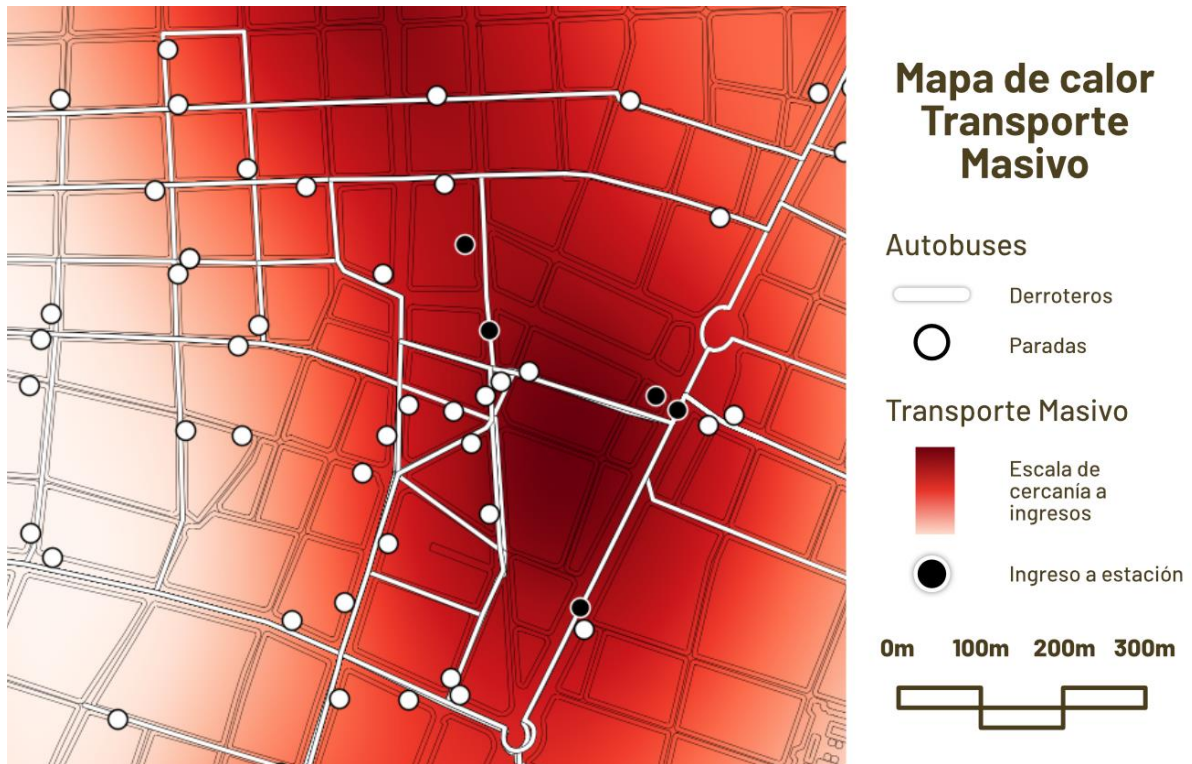 Mapa de calor
Transporte
Masivo
Autobuses
Derroteros
Paradas
Transporte Masivo
Escala de
cercanía a
ingresos
Ingreso a estación
0m 100m 200m 300m